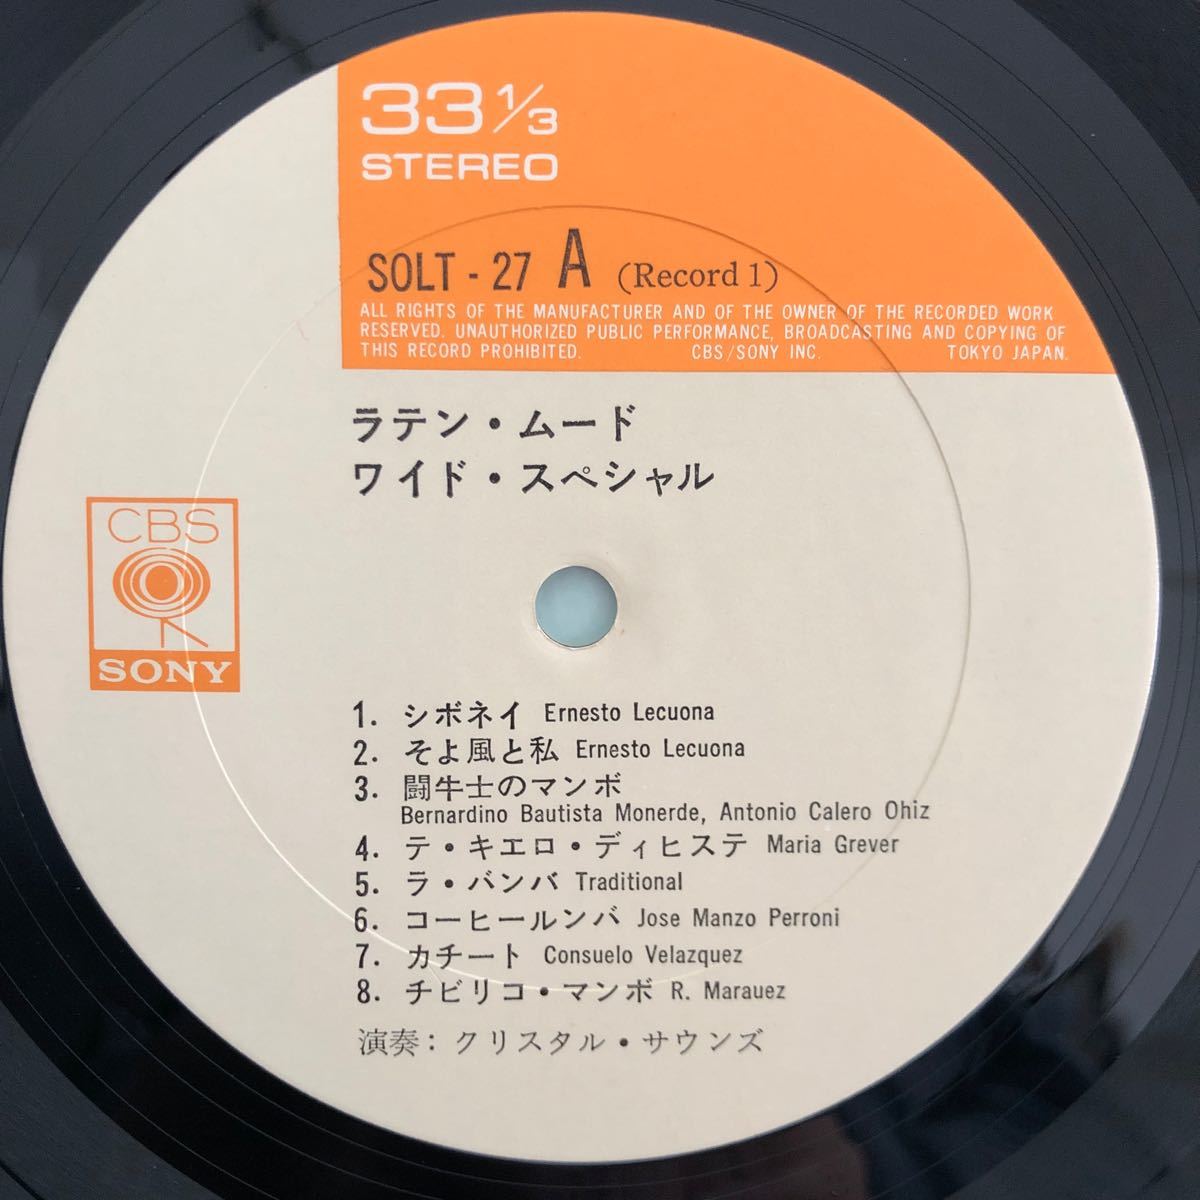 33 1/3
STEREO
SOLT - 27 A (Record 1)
ALL RIGHTS OF THE MANUFACTURER AND OF THE OWNER OF THE RECORDED WORK
RESERVED. UNAUTHORIZED PUBLIC PERFORMANCE, BROADCASTING AND COPYING OF
THIS RECORD PROHIBITED. CBS/SONY INC. TOKYO JAPAN.
ラテン・ムード
ワイド・スペシャル
CBS
SONY
1. シボネイ Ernesto Lecuona
2. そよ風と私 Ernesto Lecuona
3. 闘牛士のマンボ
Bernardino Bautista Monerde, Antonio Calero Ohiz
4. テ・キエロ・ディヒステ Maria Grever
5. ラ・バンバ Traditional
6. コーヒールンバ Jose Manzo Perroni
7. カチート Consuelo Velazquez
8. チビリコ・マンボ R. Marauez
演奏：クリスタル・サウンズ